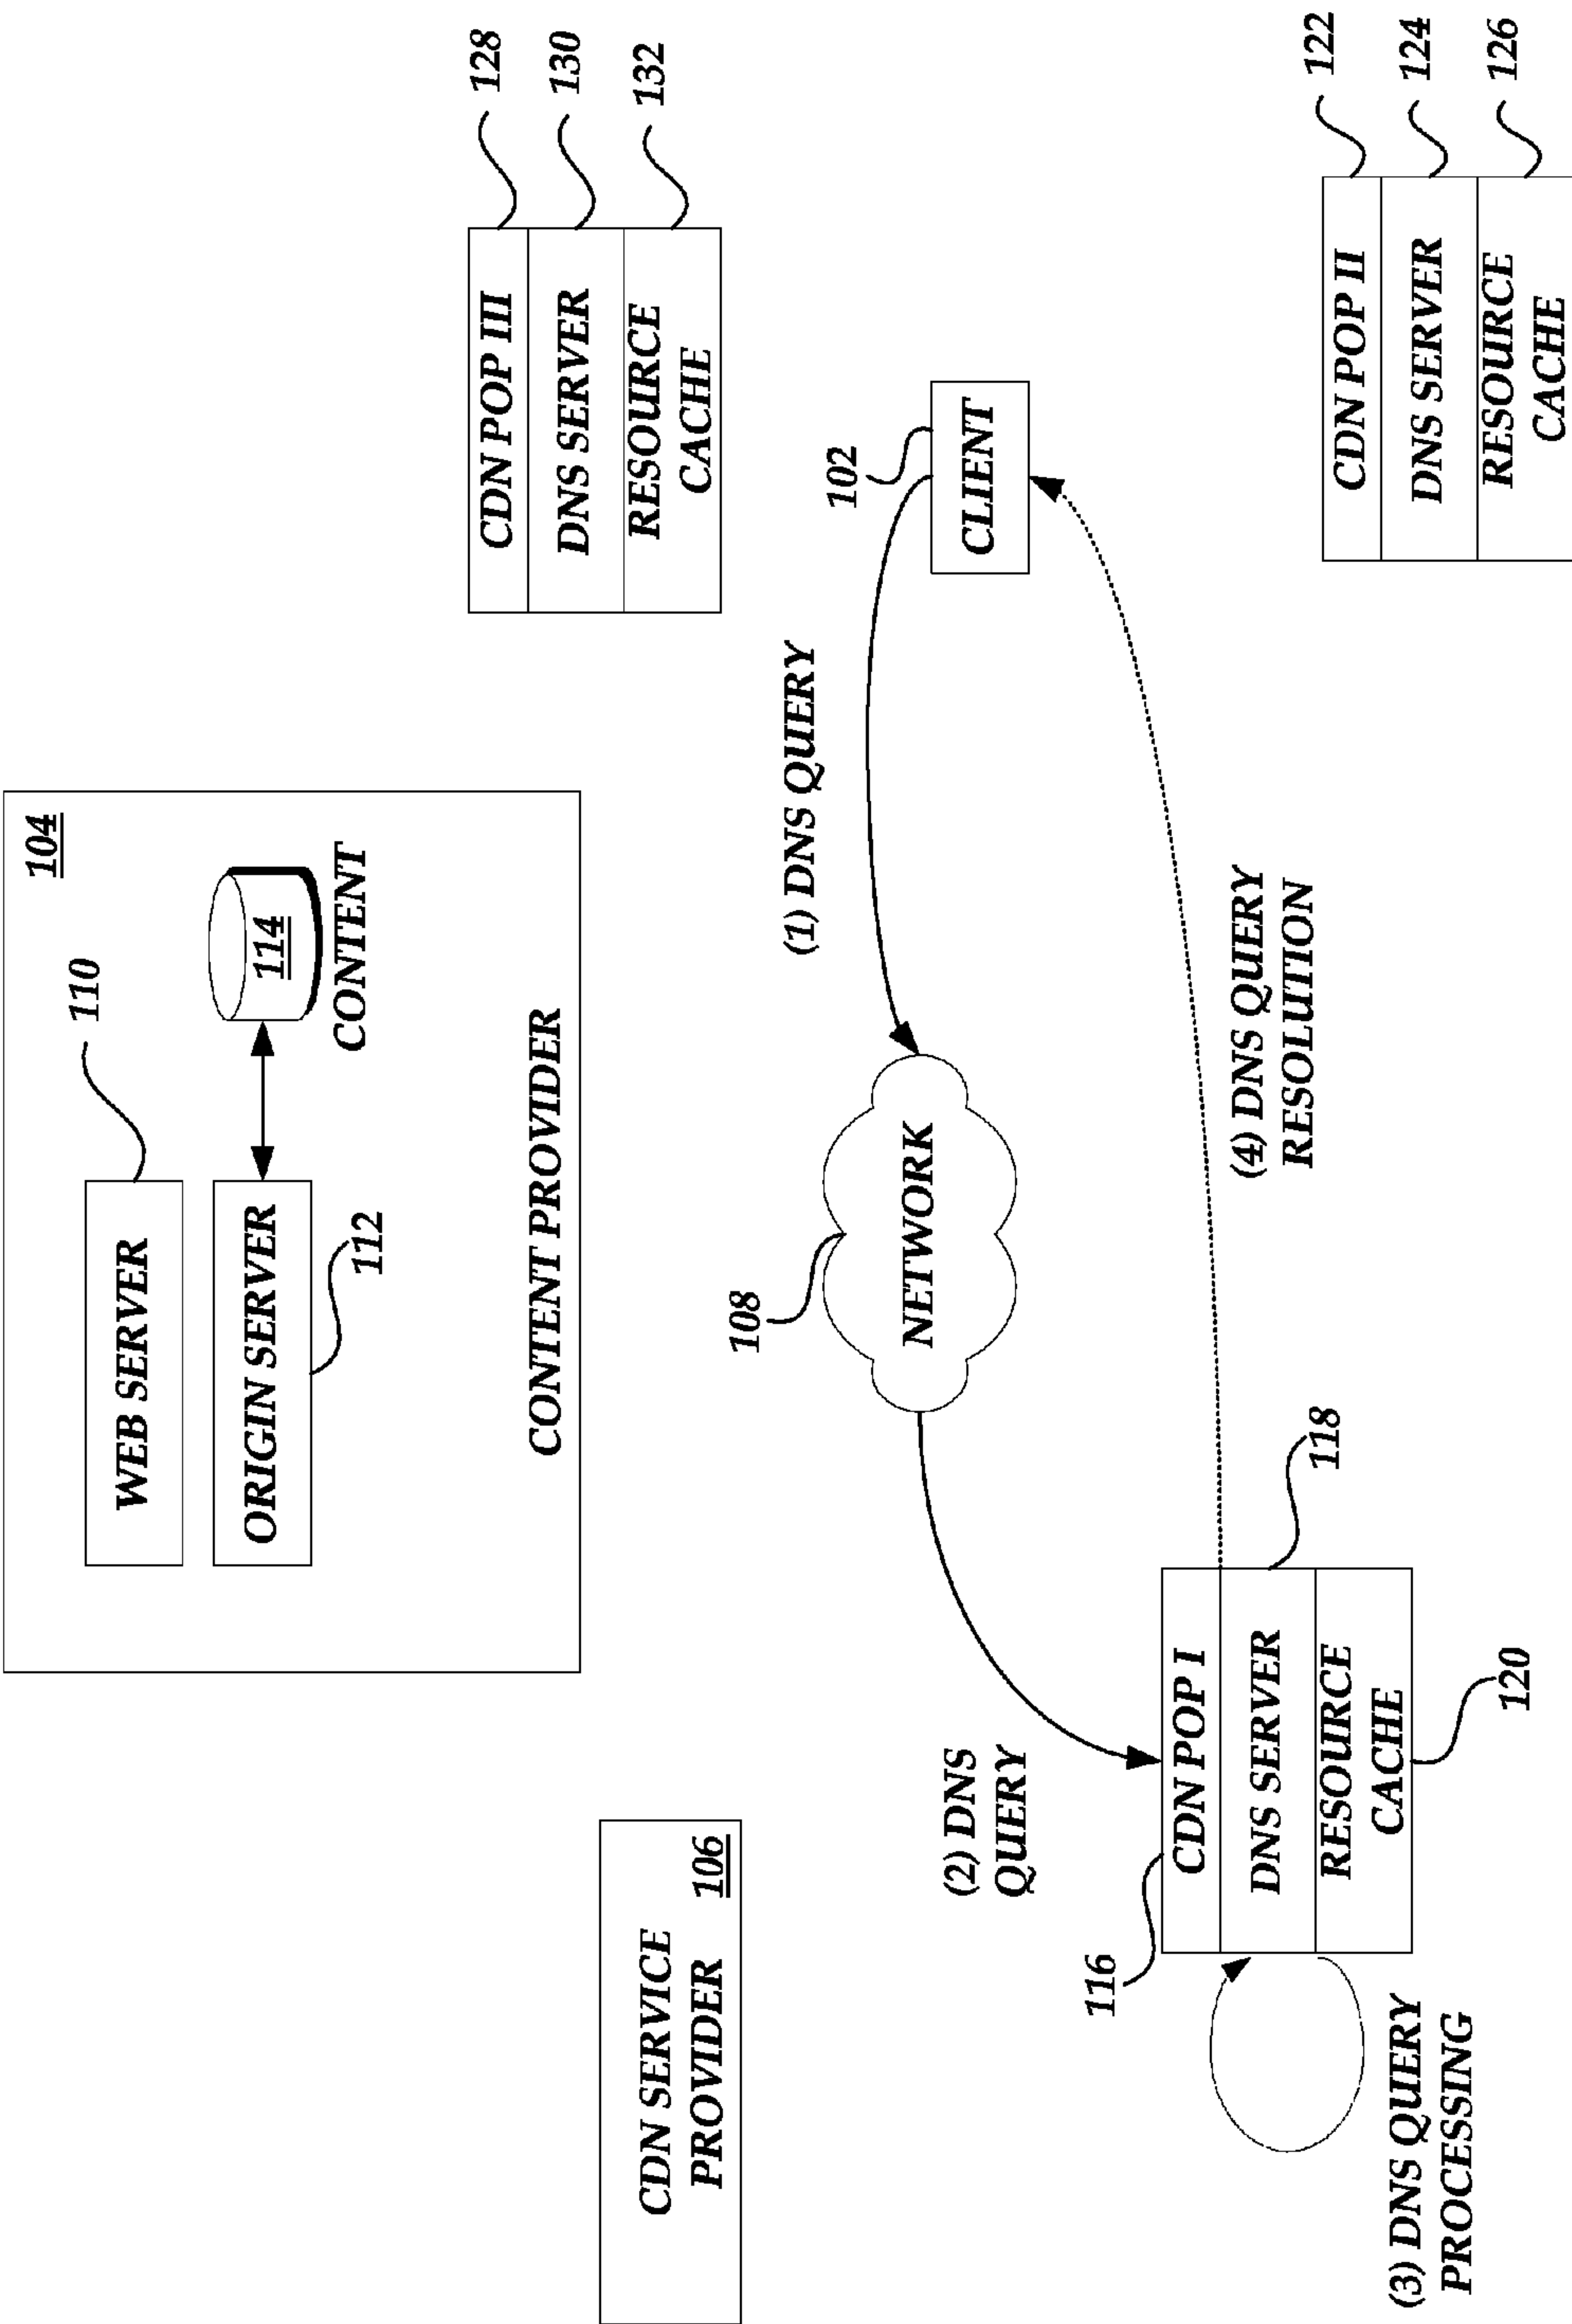 104
WEB SERVER
110
ORIGIN SERVER
112
114
CONTENT
CONTENT PROVIDER
CDN SERVICE
PROVIDER
106
CDN POP III
128
DNS SERVER
130
RESOURCE
CACHE
132
(1) DNS QUERY
102
CLIENT
108
NETWORK
(2) DNS
QUERY
116
CDN POP I
DNS SERVER
118
RESOURCE
CACHE
120
(3) DNS QUERY
PROCESSING
(4) DNS QUERY
RESOLUTION
CDN POP II
122
DNS SERVER
124
RESOURCE
CACHE
126